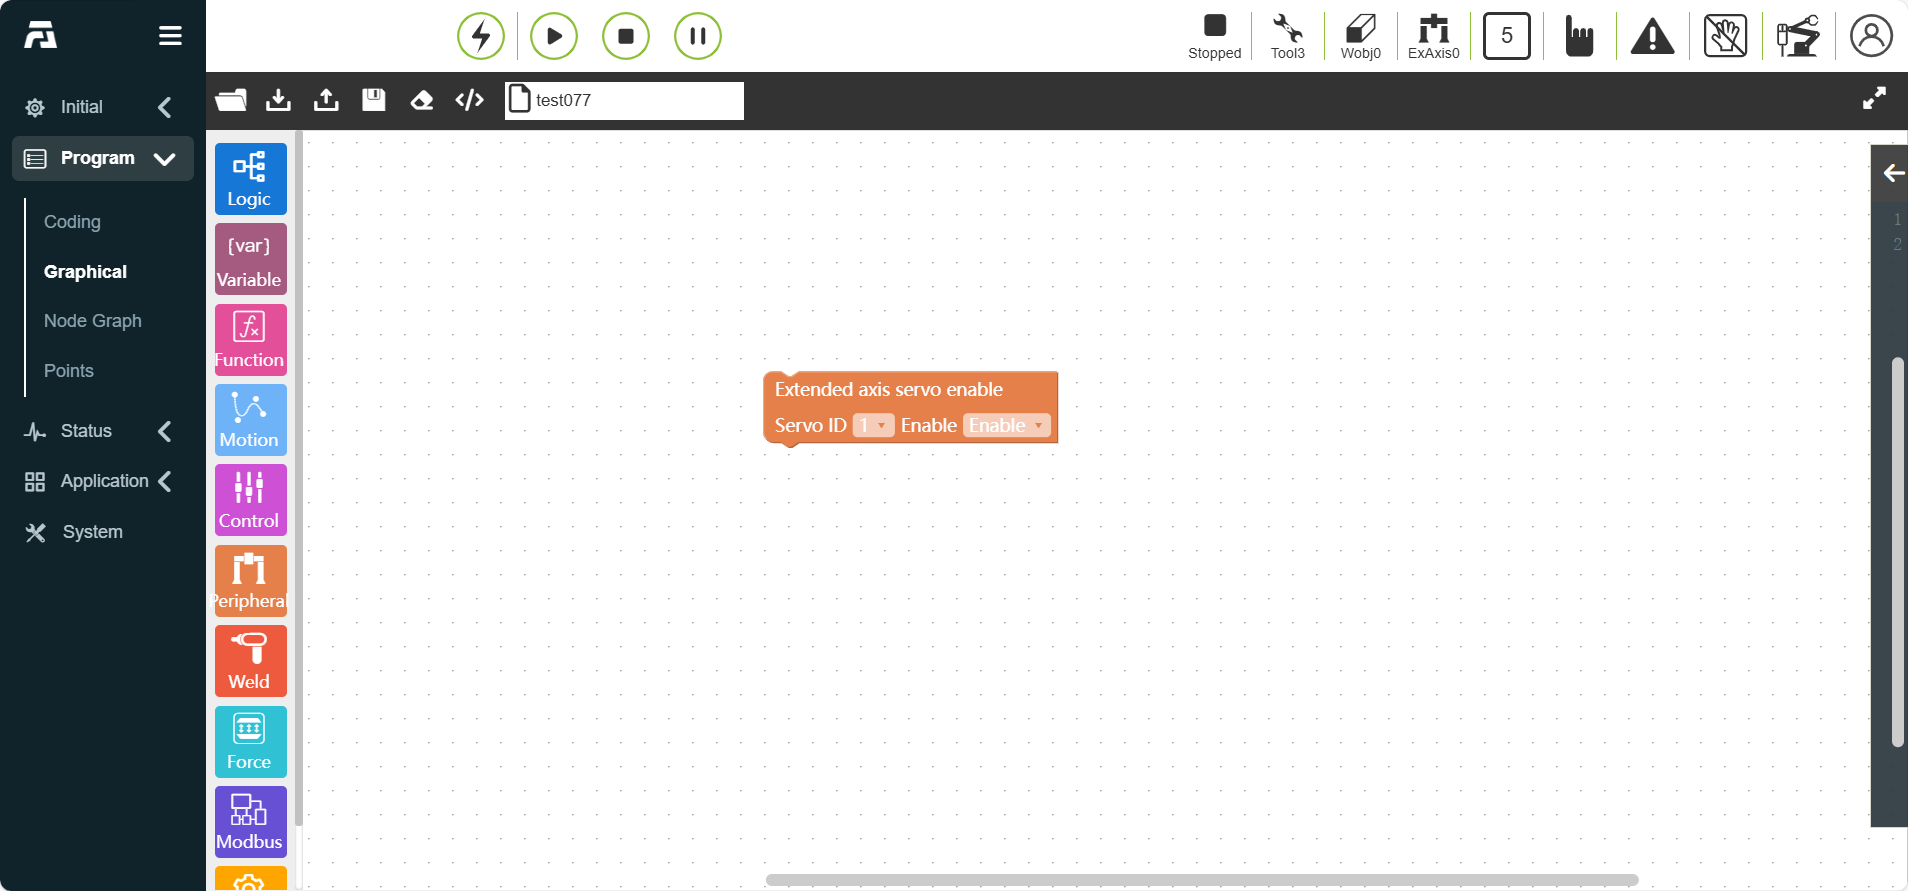 Stopped
Tool3
Wobj0
ExAxis0
5
test077
Initial
Program
Coding
Graphical
Node Graph
Points
Status
Application
System
Logic
{var}
Variable
Function
Motion
Control
Peripheral
Weld
Force
Modbus
Extended axis servo enable
Servo ID 1 Enable Enable
1
2